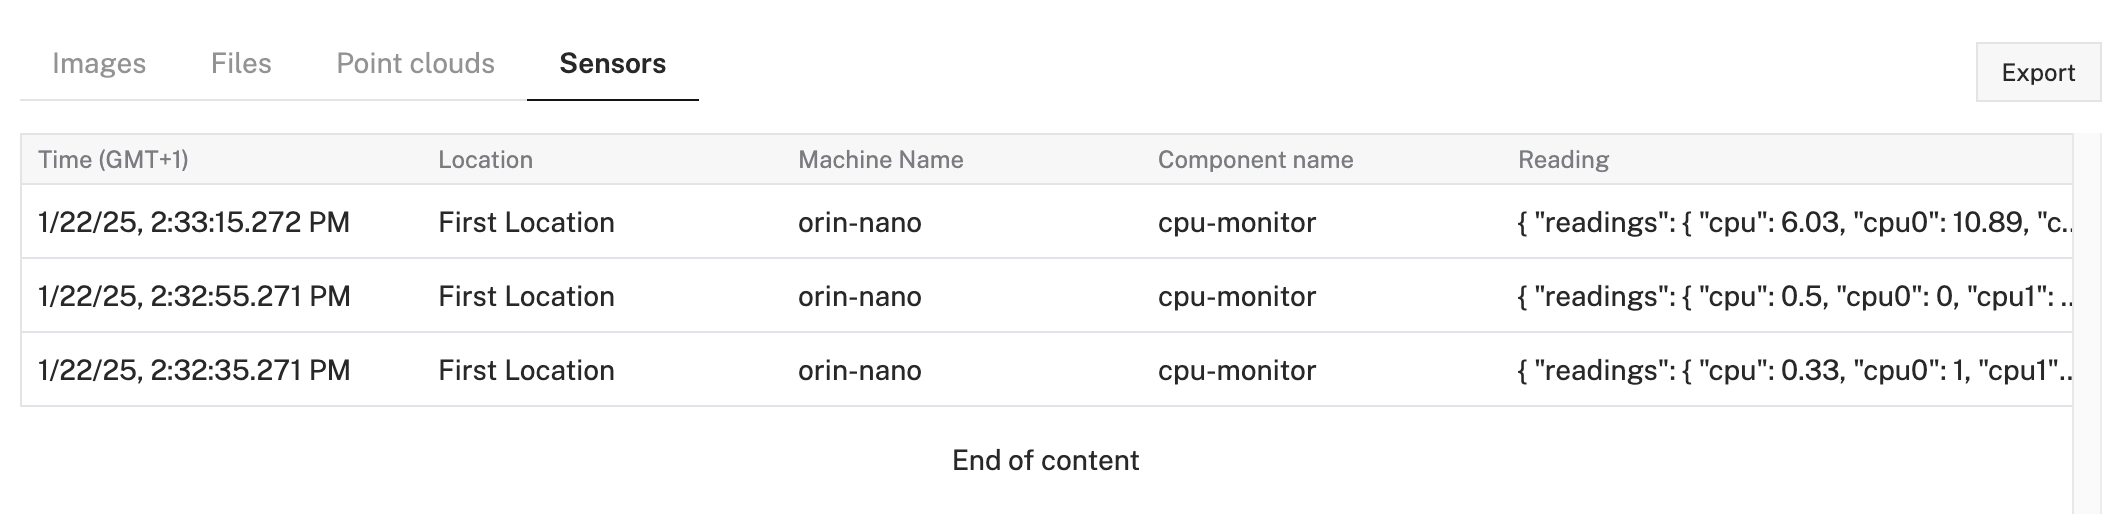 Images Files Point clouds Sensors Export
Time (GMT+1) Location Machine Name Component name Reading
1/22/25, 2:33:15.272 PM First Location orin-nano cpu-monitor { "readings": { "cpu": 6.03, "cpu0": 10.89, "c...
1/22/25, 2:32:55.271 PM First Location orin-nano cpu-monitor { "readings": { "cpu": 0.5, "cpu0": 0, "cpu1": ...
1/22/25, 2:32:35.271 PM First Location orin-nano cpu-monitor { "readings": { "cpu": 0.33, "cpu0": 1, "cpu1"...
End of content